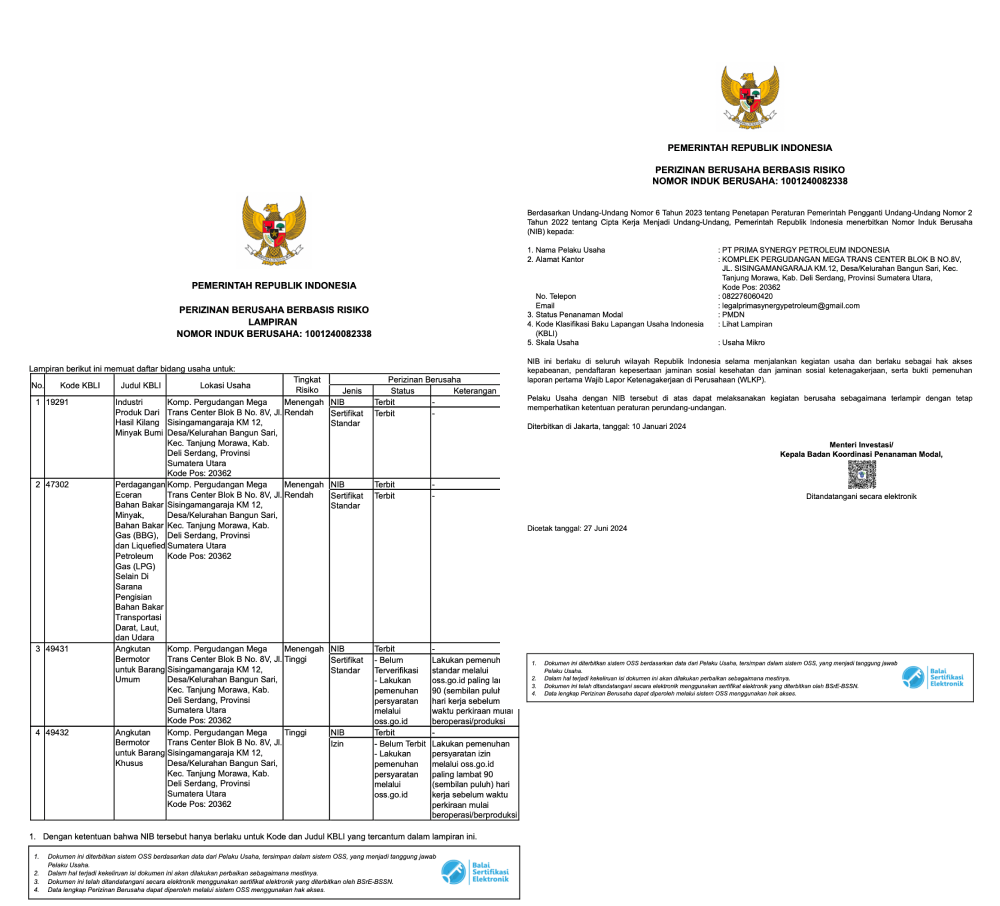 PEMERINTAH REPUBLIK INDONESIA
PERIZINAN BERUSAHA BERBASIS RISIKO
LAMPIRAN
NOMOR INDUK BERUSAHA: 1001240082338
Lampiran berikut ini memuat daftar bidang usaha untuk:
No. Kode KBLI Judul KBLI Lokasi Usaha Tingkat Risiko Perizinan Berusaha
Jenis Status Keterangan
1 19291 Industri Komp. Pergudangan Mega Menengah NIB Terbit -
Produk Dari Trans Center Blok B No. 8V, Jl. Rendah Sertifikat Terbit -
Hasil Kilang Sisingamangaraja KM 12, Standar
Minyak Bumi Desa/Kelurahan Bangun Sari,
Kec. Tanjung Morawa, Kab.
Deli Serdang, Provinsi
Sumatera Utara
Kode Pos: 20362
2 47302 Perdagangan Komp. Pergudangan Mega Menengah NIB Terbit -
Eceran Trans Center Blok B No. 8V, Jl. Rendah Sertifikat Terbit -
Bahan Bakar Sisingamangaraja KM 12, Standar
Minyak, Desa/Kelurahan Bangun Sari,
Bahan Bakar Kec. Tanjung Morawa, Kab.
Gas (BBG), Deli Serdang, Provinsi
dan Liquefied Sumatera Utara
Petroleum Kode Pos: 20362
Gas (LPG)
Selain Di
Sarana
Pengisian
Bahan Bakar
Transportasi
Darat, Laut,
dan Udara
3 49431 Angkutan Komp. Pergudangan Mega Menengah NIB Terbit -
Bermotor Trans Center Blok B No. 8V, Jl. Tinggi Sertifikat - Belum Lakukan pemenuh
untuk Barang Sisingamangaraja KM 12, Standar Terverifikasi standar melalui
Umum Desa/Kelurahan Bangun Sari, - Lakukan oss.go.id paling la
Kec. Tanjung Morawa, Kab. pemenuhan 90 (sembilan puluh
Deli Serdang, Provinsi persyaratan hari kerja sebelum
Sumatera Utara melalui waktu perkiraan mulai
Kode Pos: 20362 oss.go.id beroperasi/produksi
4 49432 Angkutan Komp. Pergudangan Mega Tinggi NIB Terbit -
Bermotor Trans Center Blok B No. 8V, Jl. Izin - Belum Terbit Lakukan pemenuhan
untuk Barang Sisingamangaraja KM 12, - Lakukan persyaratan izin
Khusus Desa/Kelurahan Bangun Sari, pemenuhan melalui oss.go.id
Kec. Tanjung Morawa, Kab. persyaratan paling lambat 90
Deli Serdang, Provinsi melalui (sembilan puluh) hari
Sumatera Utara oss.go.id kerja sebelum waktu
Kode Pos: 20362 perkiraan mulai
beroperasi/berproduksi
1. Dengan ketentuan bahwa NIB tersebut hanya berlaku untuk Kode dan Judul KBLI yang tercantum dalam lampiran ini.
1. Dokumen ini diterbitkan sistem OSS berdasarkan data dari Pelaku Usaha, tersimpan dalam sistem OSS, yang menjadi tanggung jawab
Pelaku Usaha.
2. Dalam hal terjadi kekeliruan isi dokumen ini akan dilakukan perbaikan sebagaimana mestinya.
3. Dokumen ini telah ditandatangani secara elektronik menggunakan sertifikat elektronik yang diterbitkan oleh BSrE-BSSN.
4. Data lengkap Perizinan Berusaha dapat diperoleh melalui sistem OSS menggunakan hak akses.
Balai
Sertifikasi
Elektronik
PEMERINTAH REPUBLIK INDONESIA
PERIZINAN BERUSAHA BERBASIS RISIKO
NOMOR INDUK BERUSAHA: 1001240082338
Berdasarkan Undang-Undang Nomor 6 Tahun 2023 tentang Penetapan Peraturan Pemerintah Pengganti Undang-Undang Nomor 2
Tahun 2022 tentang Cipta Kerja Menjadi Undang-Undang, Pemerintah Republik Indonesia menerbitkan Nomor Induk Berusaha
(NIB) kepada:
1. Nama Pelaku Usaha : PT PRIMA SYNERGY PETROLEUM INDONESIA
2. Alamat Kantor : KOMPLEK PERGUDANGAN MEGA TRANS CENTER BLOK B NO.8V,
JL. SISINGAMANGARAJA KM.12, Desa/Kelurahan Bangun Sari, Kec.
Tanjung Morawa, Kab. Deli Serdang, Provinsi Sumatera Utara,
Kode Pos: 20362
No. Telepon : 082276060420
Email : legalprimasynergypetroleum@gmail.com
3. Status Penanaman Modal : PMDN
4. Kode Klasifikasi Baku Lapangan Usaha Indonesia : Lihat Lampiran
(KBLI)
5. Skala Usaha : Usaha Mikro
NIB ini berlaku di seluruh wilayah Republik Indonesia selama menjalankan kegiatan usaha dan berlaku sebagai hak akses
kepabeanan, pendaftaran kepesertaan jaminan sosial kesehatan dan jaminan sosial ketenagakerjaan, serta bukti pemenuhan
laporan pertama Wajib Lapor Ketenagakerjaan di Perusahaan (WLKP).
Pelaku Usaha dengan NIB tersebut di atas dapat melaksanakan kegiatan berusaha sebagaimana terlampir dengan tetap
memperhatikan ketentuan peraturan perundang-undangan.
Diterbitkan di Jakarta, tanggal: 10 Januari 2024
Menteri Investasi/
Kepala Badan Koordinasi Penanaman Modal,
Ditandatangani secara elektronik
Dicetak tanggal: 27 Juni 2024
1. Dokumen ini diterbitkan sistem OSS berdasarkan data dari Pelaku Usaha, tersimpan dalam sistem OSS, yang menjadi tanggung jawab
Pelaku Usaha.
2. Dalam hal terjadi kekeliruan isi dokumen ini akan dilakukan perbaikan sebagaimana mestinya.
3. Dokumen ini telah ditandatangani secara elektronik menggunakan sertifikat elektronik yang diterbitkan oleh BSrE-BSSN.
4. Data lengkap Perizinan Berusaha dapat diperoleh melalui sistem OSS menggunakan hak akses.
Balai
Sertifikasi
Elektronik